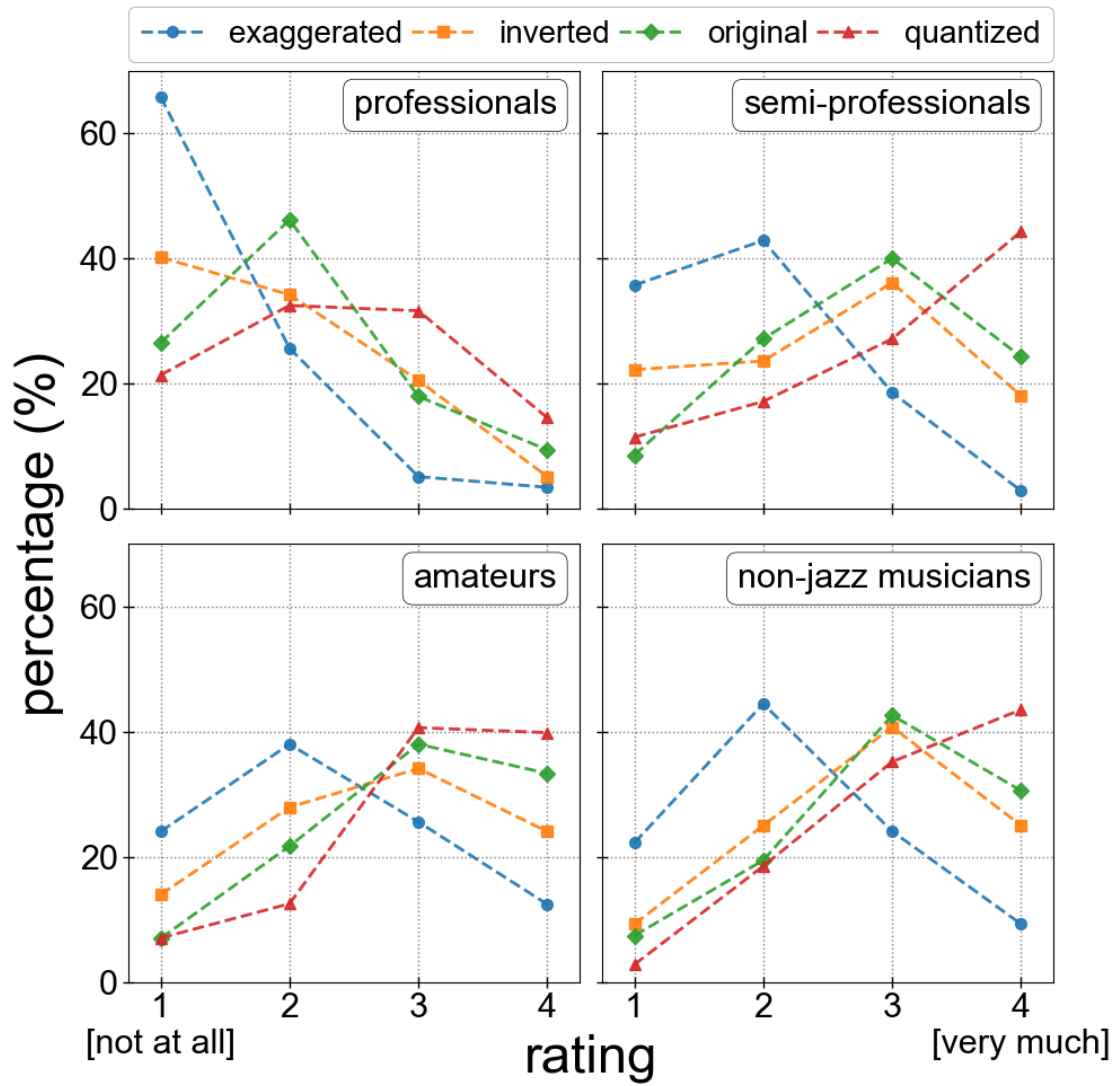 exaggerated inverted original quantized
professionals
semi-professionals
60
40
20
0
amateurs
non-jazz musicians
60
40
20
0
percentage (%)
1 2 3 4 1 2 3 4
[not at all] rating [very much]